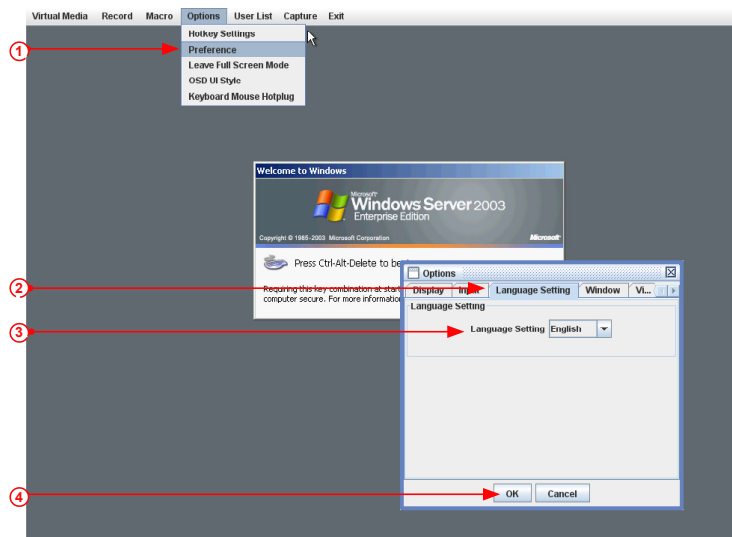 Virtual Media Record Macro Options User List Capture Exit
Hotkey Settings
1
Preference
Leave Full Screen Mode
OSD UI Style
Keyboard Mouse Hotplug
Welcome to Windows
Microsoft
Windows Server 2003
Enterprise Edition
Copyright © 1985-2003 Microsoft Corporation Microsoft
Press Ctrl-Alt-Delete to be
Requiring this key combination at start
computer secure. For more information
Options
2
Display Input Language Setting Window Vi...
Language Setting
3
Language Setting English
4
OK Cancel